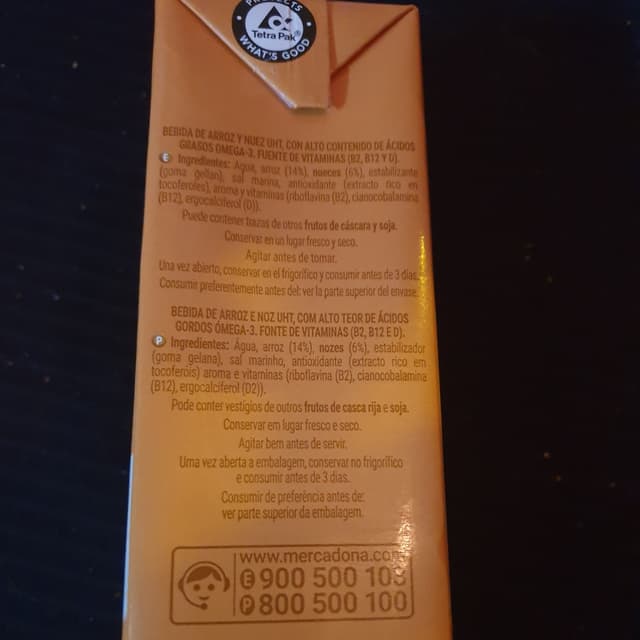 PROTECTS
Tetra Pak®
WHAT'S GOOD
BEBIDA DE ARROZ Y NUEZ UHT, CON ALTO CONTENIDO DE ÁCIDOS
GRASOS OMEGA-3. FUENTE DE VITAMINAS (B2, B12 Y D).
E Ingredientes: Agua, arroz (14%), nueces (6%), estabilizante
(goma gellan), sal marina, antioxidante (extracto rico en
tocoferoles), aroma y vitaminas (riboflavina (B2), cianocobalamina
(B12), ergocalciferol (D)).
Puede contener trazas de otros frutos de cáscara y soja.
Conservar en un lugar fresco y seco.
Agitar antes de tomar.
Una vez abierto, conservar en el frigorífico y consumir antes de 3 días.
Consumir preferentemente antes del: ver la parte superior del envase.
BEBIDA DE ARROZ E NOZ UHT, COM ALTO TEOR DE ÁCIDOS
GORDOS ÓMEGA-3. FONTE DE VITAMINAS (B2, B12 E D).
P Ingredientes: Água, arroz (14%), nozes (6%), estabilizador
(goma gelana), sal marinho, antioxidante (extracto rico em
tocoferóis) aroma e vitaminas (riboflavina (B2), cianocobalamina
(B12), ergocalciferol (D2)).
Pode conter vestígios de outros frutos de casca rija e soja.
Conservar em lugar fresco e seco.
Agitar bem antes de servir.
Uma vez aberta a embalagem, conservar no frigorífico
e consumir antes de 3 dias.
Consumir de preferência antes de:
ver parte superior da embalagem.
www.mercadona.com
E 900 500 103
P 800 500 100